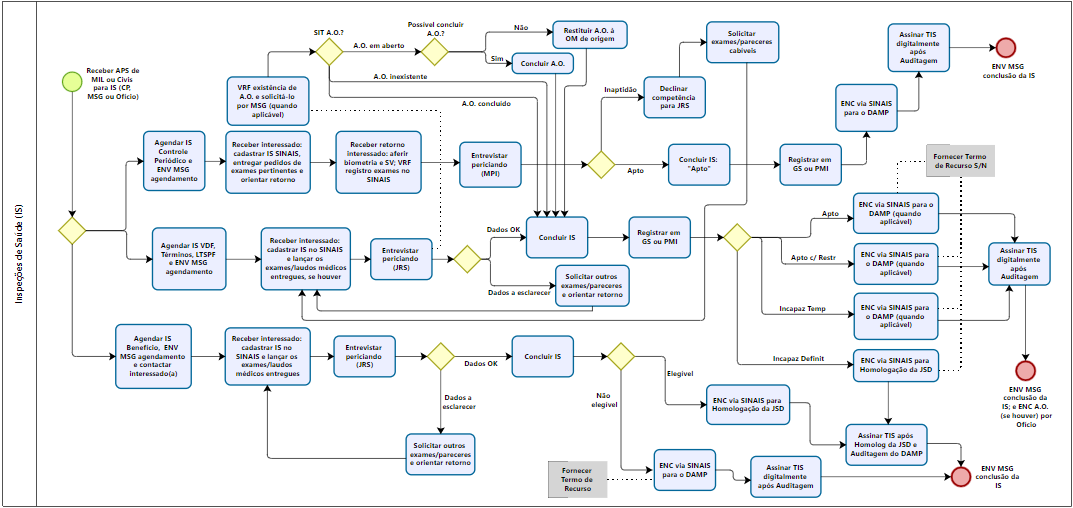 Inspeções de Saúde (IS)
Receber APS de
MIL ou Civis
para IS (CP,
MSG ou Ofício)
SIT A.O.?
A.O. em aberto
Possível concluir
A.O.?
Não
Sim
Restituir A.O. à
OM de origem
Concluir A.O.
A.O. inexistente
A.O. concluído
VRF existência de
A.O. e solicitá-lo
por MSG (quando
aplicável)
Solicitar
exames/pareceres
cabíveis
Inaptidão
Declinar
competência
para JRS
Assinar TIS
digitalmente
após
Auditagem
ENV MSG
conclusão da IS
ENC via SINAIS
para o DAMP
Agendar IS
Controle
Periódico e
ENV MSG
agendamento
Receber interessado:
cadastrar IS SINAIS,
entregar pedidos de
exames pertinentes e
orientar retorno
Receber retorno
interessado: aferir
biometria e SV; VRF
registro exames no
SINAIS
Entrevistar
periciando
(MPI)
Apto
Concluir IS:
"Apto"
Registrar em
GS ou PMI
Fornecer Termo
de Recurso S/N
Agendar IS VDF,
Términos, LTSPF
e ENV MSG
agendamento
Receber interessado:
cadastrar IS no SINAIS
e lançar os
exames/laudos médicos
entregues, se houver
Entrevistar
periciando
(JRS)
Dados OK
Dados a esclarecer
Concluir IS
Solicitar outros
exames/pareceres
e orientar retorno
Registrar em
GS ou PMI
Apto
ENC via SINAIS para o
DAMP (quando
aplicável)
Apto c/ Restr
ENC via SINAIS para
o DAMP (quando
aplicável)
Incapaz Temp
ENC via SINAIS para
o DAMP (quando
aplicável)
Incapaz Definit
ENC via SINAIS para
Homologação da JSD
Assinar TIS
digitalmente
após
Auditagem
ENV MSG
conclusão da
IS; e ENC A.O.
(se houver) por
Ofício
Agendar IS
Benefício, ENV
MSG agendamento
e contactar
interessado(a)
Receber interessado:
cadastrar IS no
SINAIS e lançar os
exames/laudos
médicos entregues
Entrevistar
periciando
(JRS)
Dados OK
Dados a
esclarecer
Solicitar outros
exames/pareceres
e orientar retorno
Concluir IS
Elegível
Não
elegível
ENC via SINAIS para
Homologação da JSD
Assinar TIS após
Homolog da JSD e
Auditagem do DAMP
Fornecer
Termo de
Recurso
ENC via SINAIS
para o DAMP
Assinar TIS
digitalmente
após Auditagem
ENV MSG
conclusão da
IS